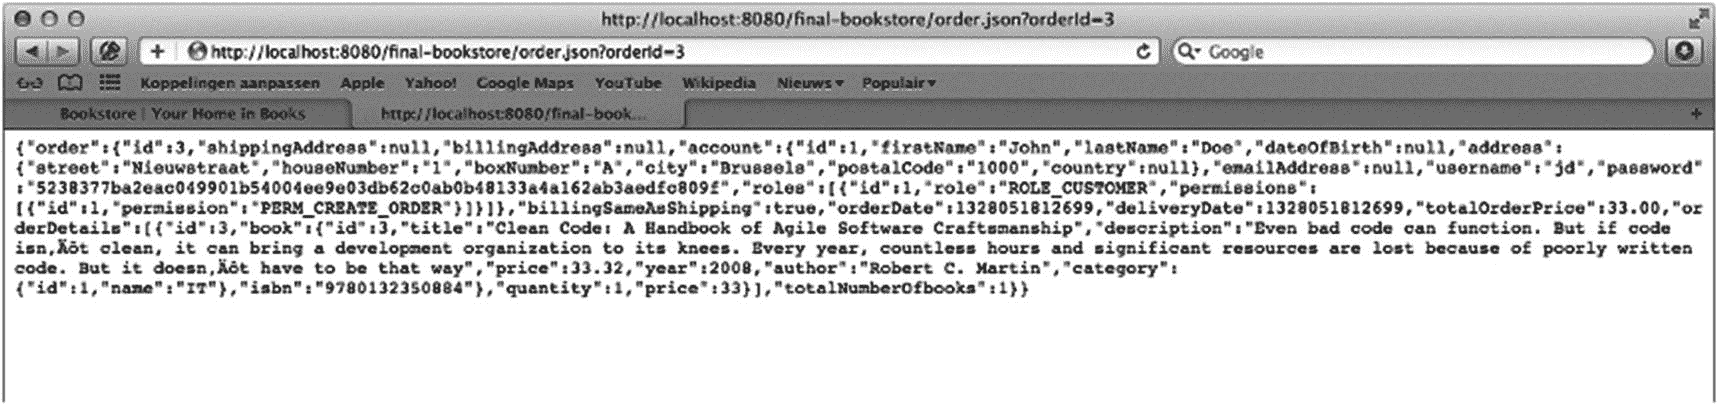 http://localhost:8080/final-bookstore/order.json?orderId=3
http://localhost:8080/final-bookstore/order.json?orderId=3 Google
Koppelingen aanpassen Apple Yahoo! Google Maps YouTube Wikipedia Nieuws Populair
Bookstore | Your Home in Books http://localhost:8080/final-book...
{"order":{"id":3,"shippingAddress":null,"billingAddress":null,"account":{"id":1,"firstName":"John","lastName":"Doe","dateOfBirth":null,"address":
{"street":"Nieuwstraat","houseNumber":"1","boxNumber":"A","city":"Brussels","postalCode":"1000","country":null},"emailAddress":null,"username":"jd","password"
:"5238377ba2eac049901b54004ee9e03db62c0ab0b48133a4a162ab3aedfc809f","roles":[{"id":1,"role":"ROLE_CUSTOMER","permissions":
[{"id":1,"permission":"PERM_CREATE_ORDER"}]}]},"billingSameAsShipping":true,"orderDate":1328051812699,"deliveryDate":1328051812699,"totalOrderPrice":33.00,"or
derDetails":[{"id":3,"book":{"id":3,"title":"Clean Code: A Handbook of Agile Software Craftsmanship","description":"Even bad code can function. But if code
isn‚Äôt clean, it can bring a development organization to its knees. Every year, countless hours and significant resources are lost because of poorly written
code. But it doesn‚Äôt have to be that way","price":33.32,"year":2008,"author":"Robert C. Martin","category":
{"id":1,"name":"IT"},"isbn":"9780132350884"},"quantity":1,"price":33}],"totalNumberOfbooks":1}}